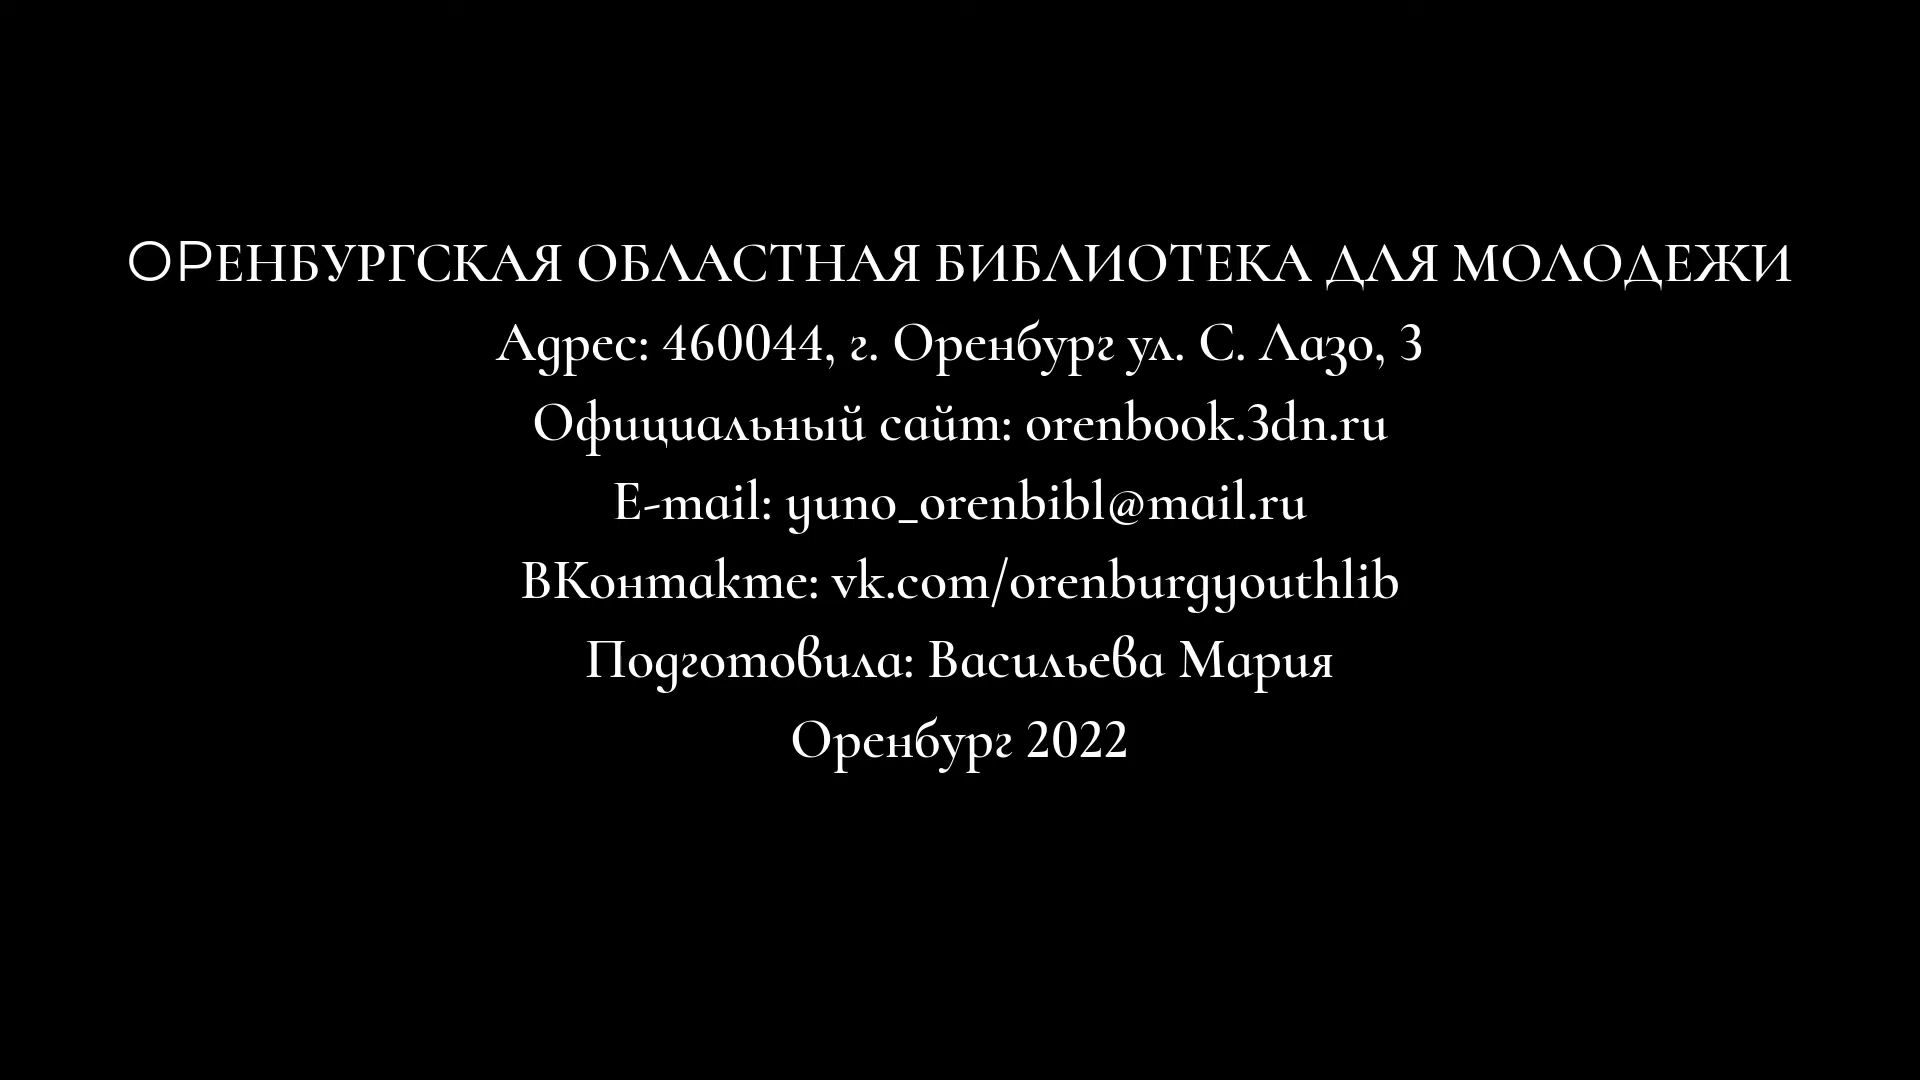 ОРЕНБУРГСКАЯ ОБЛАСТНАЯ БИБЛИОТЕКА ДЛЯ МОЛОДЕЖИ
Адрес: 460044, г. Оренбург ул. С. Лазо, 3
Официальный сайт: orenbook.3dn.ru
E-mail: yuno_orenbibl@mail.ru
ВКонтакте: vk.com/orenburgyouthlib
Подготовила: Васильева Мария
Оренбург 2022